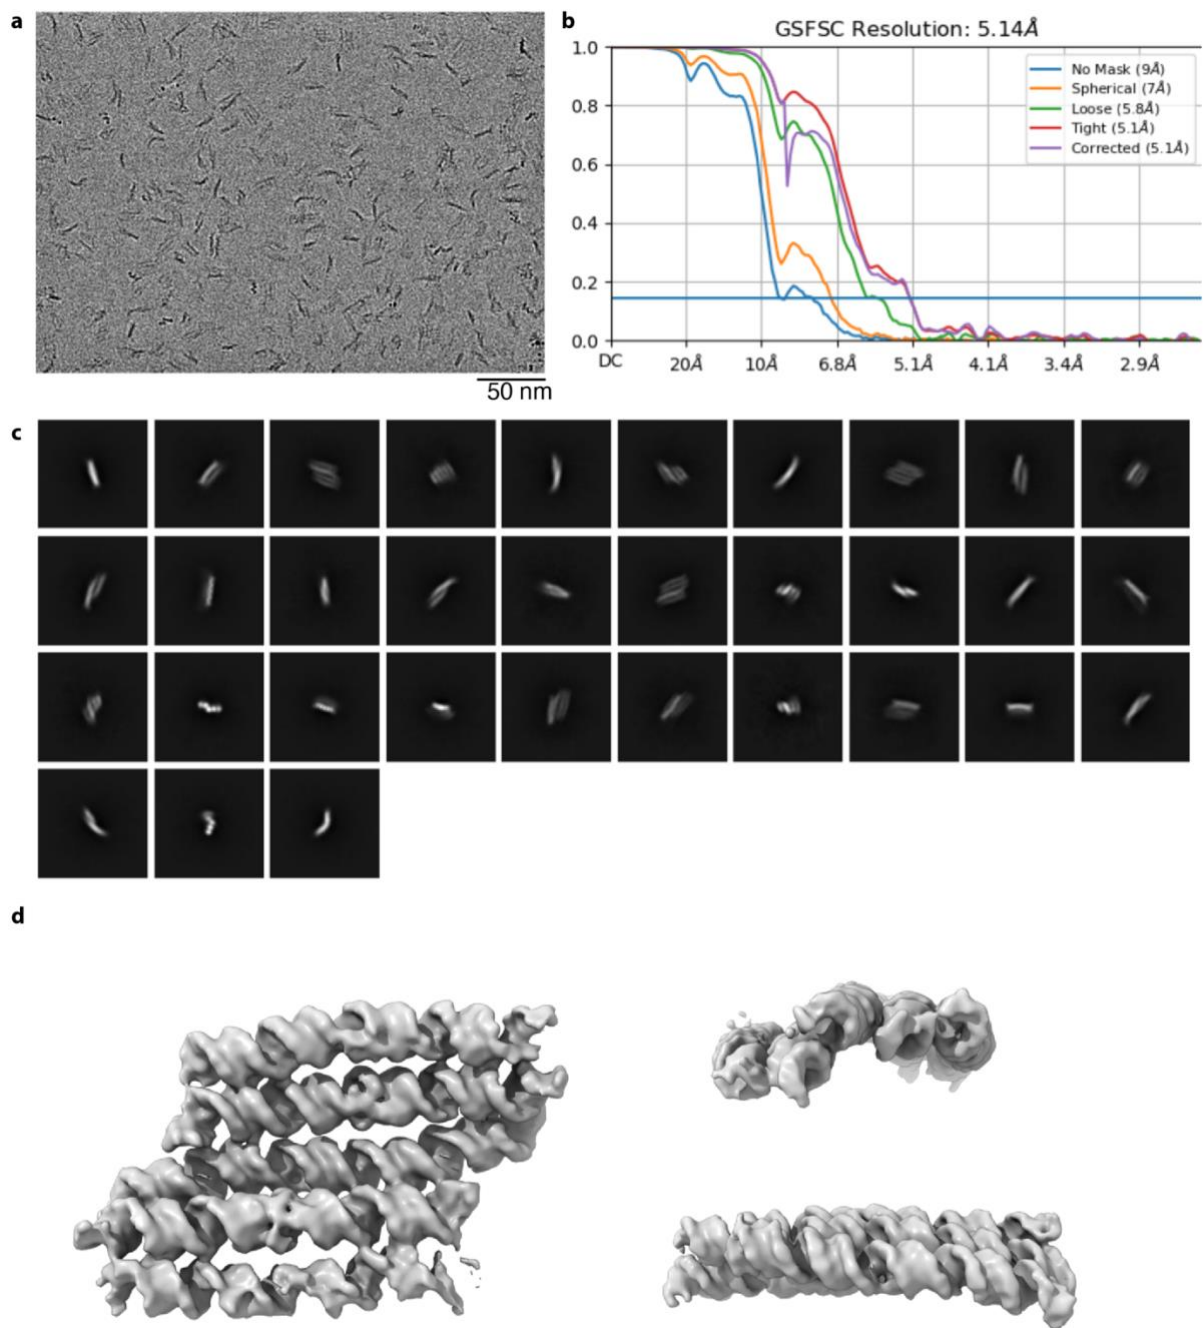 a
50 nm
b
GSFSC Resolution: 5.14Å
1.0
0.8
0.6
0.4
0.2
0.0
No Mask (9Å)
Spherical (7Å)
Loose (5.8Å)
Tight (5.1Å)
Corrected (5.1Å)
DC 20Å 10Å 6.8Å 5.1Å 4.1Å 3.4Å 2.9Å
c
d